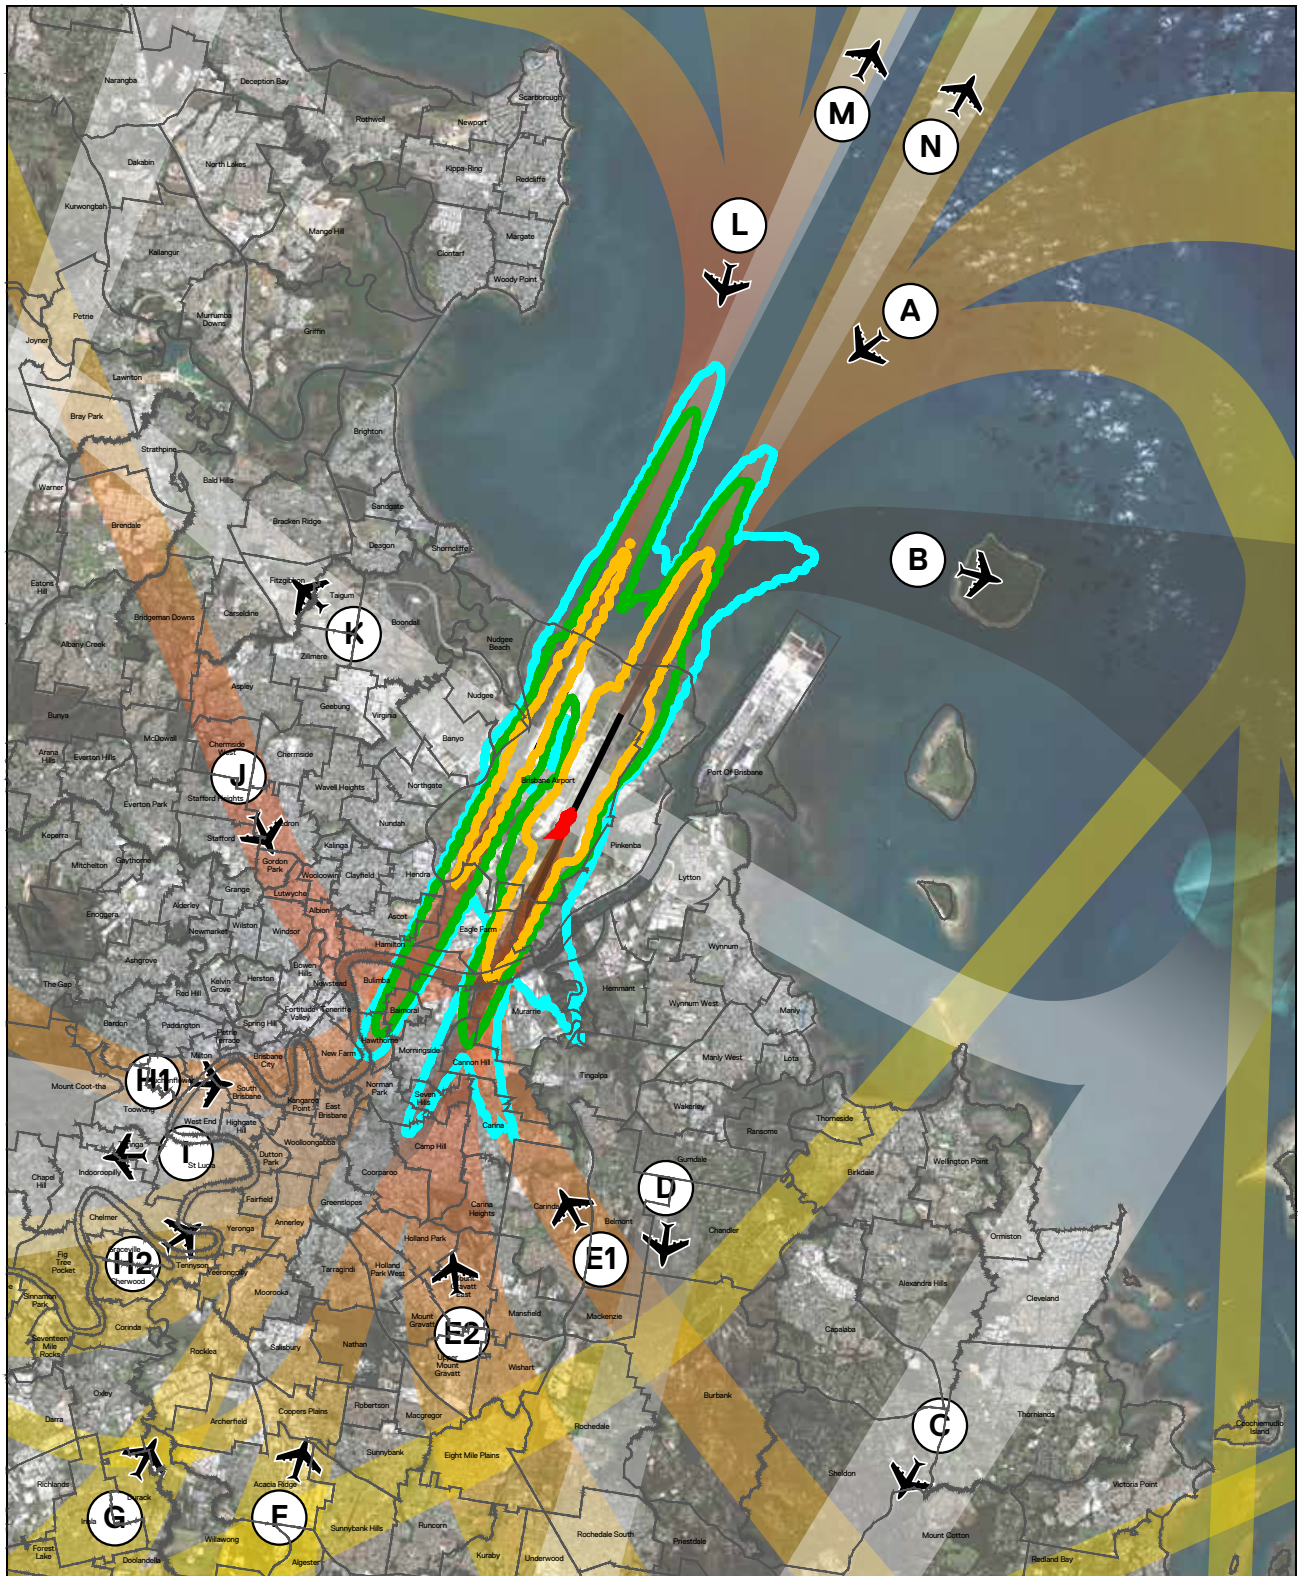 Narangba
Deception Bay
Scarborough
Rothwell
Newport
M
N
Dakabin
North Lakes
Kippa-Ring
Redcliffe
Kurwongbah
Mango Hill
Margate
L
Kallangur
Clontarf
Woody Point
A
Petrie
Murrumba
Downs
Griffin
Joyner
Lawnton
Bray Park
Brighton
Strathpine
Bald Hills
Warner
Sandgate
Brendale
Bracken Ridge
Deagon
Shorncliffe
B
Eatons
Hill
Fitzgibbon
Taigum
Carseldine
Bridgeman Downs
Boondall
K
Albany Creek
Zillmere
Nudgee
Beach
Aspley
Nudgee
Geebung
Virginia
Bunya
McDowall
Banyo
Arana
Hills
Everton Hills
Chermside
West
Chermside
J
Brisbane Airport
Port Of Brisbane
Stafford Heights
Wavell Heights
Northgate
Everton Park
Keperra
Stafford
Nundah
Kalinga
Pinkenba
Mitchelton
Gaythorne
Gordon
Park
Wooloowin
Clayfield
Hendra
Lytton
Grange
Lutwyche
Enoggera
Alderley
Albion
Ascot
Newmarket
Wilston
Windsor
Eagle Farm
Hamilton
Wynnum
Ashgrove
Bowen
Hills
The Gap
Kelvin
Grove
Herston
Newstead
Bulimba
Hemmant
Red Hill
Wynnum West
Fortitude
Valley
Teneriffe
Balmoral
Murarrie
Manly
Bardon
Paddington
Petrie
Terrace
Spring Hill
Hawthorne
Milton
New Farm
Morningside
Brisbane
City
Cannon Hill
Manly West
Lota
Mount Coot-tha
H1
South
Brisbane
Norman
Park
Tingalpa
Toowong
Kangaroo
Point
East
Brisbane
Seven
Hills
Wakerley
West End
Highgate
Hill
Thorneside
Carina
Ransome
Woolloongabba
Camp Hill
I
Dutton
Park
St Lucia
Gumdale
Wellington Point
Indooroopilly
Coorparoo
Birkdale
Chapel
Hill
D
Fairfield
Greenslopes
Carina
Heights
Carindale
Chelmer
Annerley
Belmont
Chandler
Yeronga
Holland Park
Ormiston
Fig
Tree
Pocket
Graceville
H2
Tennyson
Sherwood
Yeerongpilly
Tarragindi
Holland
Park West
E1
Alexandra Hills
Sinnamon
Park
Moorooka
Mount
Gravatt
East
Cleveland
Corinda
Mount
Gravatt
Mansfield
Mackenzie
Capalaba
Seventeen
Mile
Rocks
Rocklea
Salisbury
Nathan
E2
Upper
Mount
Gravatt
Wishart
Oxley
Robertson
Burbank
Darra
Archerfield
Coopers Plains
Macgregor
Rochedale
C
Thornlands
Coochiemudlo
Island
Sunnybank
Eight Mile Plains
Richlands
Acacia Ridge
Sheldon
Victoria Point
Durack
Inala
G
F
Sunnybank Hills
Runcorn
Rochedale South
Mount Cotton
Willawong
Priestdale
Forest
Lake
Doolandella
Algester
Kuraby
Underwood
Redland Bay